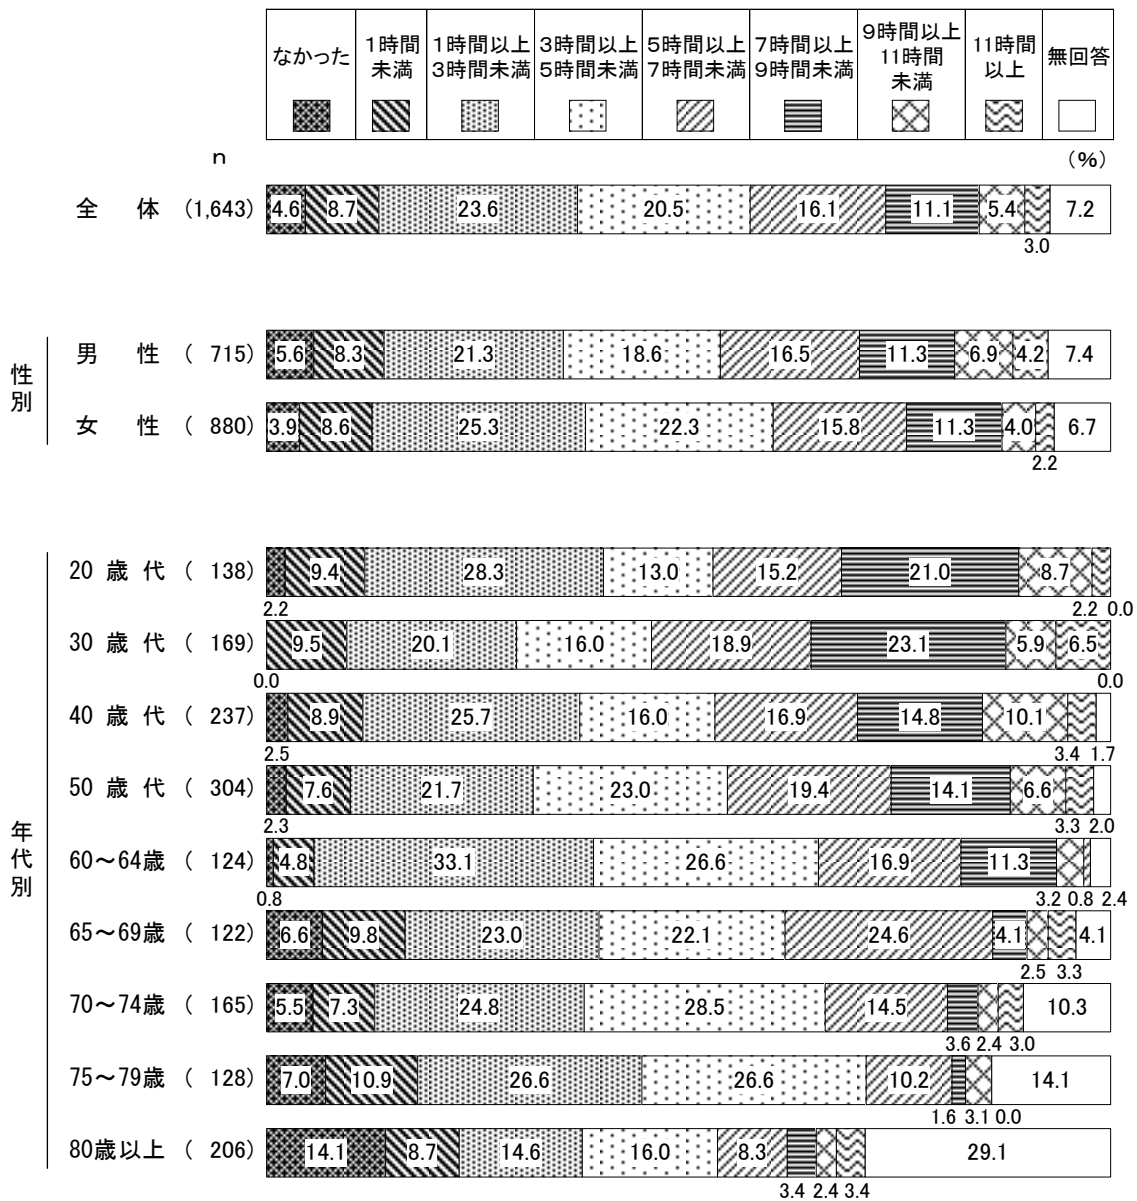 なかった
1時間
未満
1時間以上
3時間未満
3時間以上
5時間未満
5時間以上
7時間未満
7時間以上
9時間未満
9時間以上
11時間
未満
11時間
以上
無回答
n
(%)
全 体 (1,643) 4.6 8.7 23.6 20.5 16.1 11.1 5.4 7.2
3.0
性別
男 性 ( 715) 5.6 8.3 21.3 18.6 16.5 11.3 6.9 4.2 7.4
女 性 ( 880) 3.9 8.6 25.3 22.3 15.8 11.3 4.0 6.7
2.2
年代別
20 歳 代 ( 138) 9.4 28.3 13.0 15.2 21.0 8.7
2.2 2.2 0.0
30 歳 代 ( 169) 9.5 20.1 16.0 18.9 23.1 5.9 6.5
0.0 0.0
40 歳 代 ( 237) 8.9 25.7 16.0 16.9 14.8 10.1
2.5 3.4 1.7
50 歳 代 ( 304) 7.6 21.7 23.0 19.4 14.1 6.6
2.3 3.3 2.0
60~64歳 ( 124) 4.8 33.1 26.6 16.9 11.3
0.8 3.2 0.8 2.4
65~69歳 ( 122) 6.6 9.8 23.0 22.1 24.6 4.1 4.1
2.5 3.3
70~74歳 ( 165) 5.5 7.3 24.8 28.5 14.5 10.3
3.6 2.4 3.0
75~79歳 ( 128) 7.0 10.9 26.6 26.6 10.2 14.1
1.6 3.1 0.0
80歳以上 ( 206) 14.1 8.7 14.6 16.0 8.3 29.1
3.4 2.4 3.4